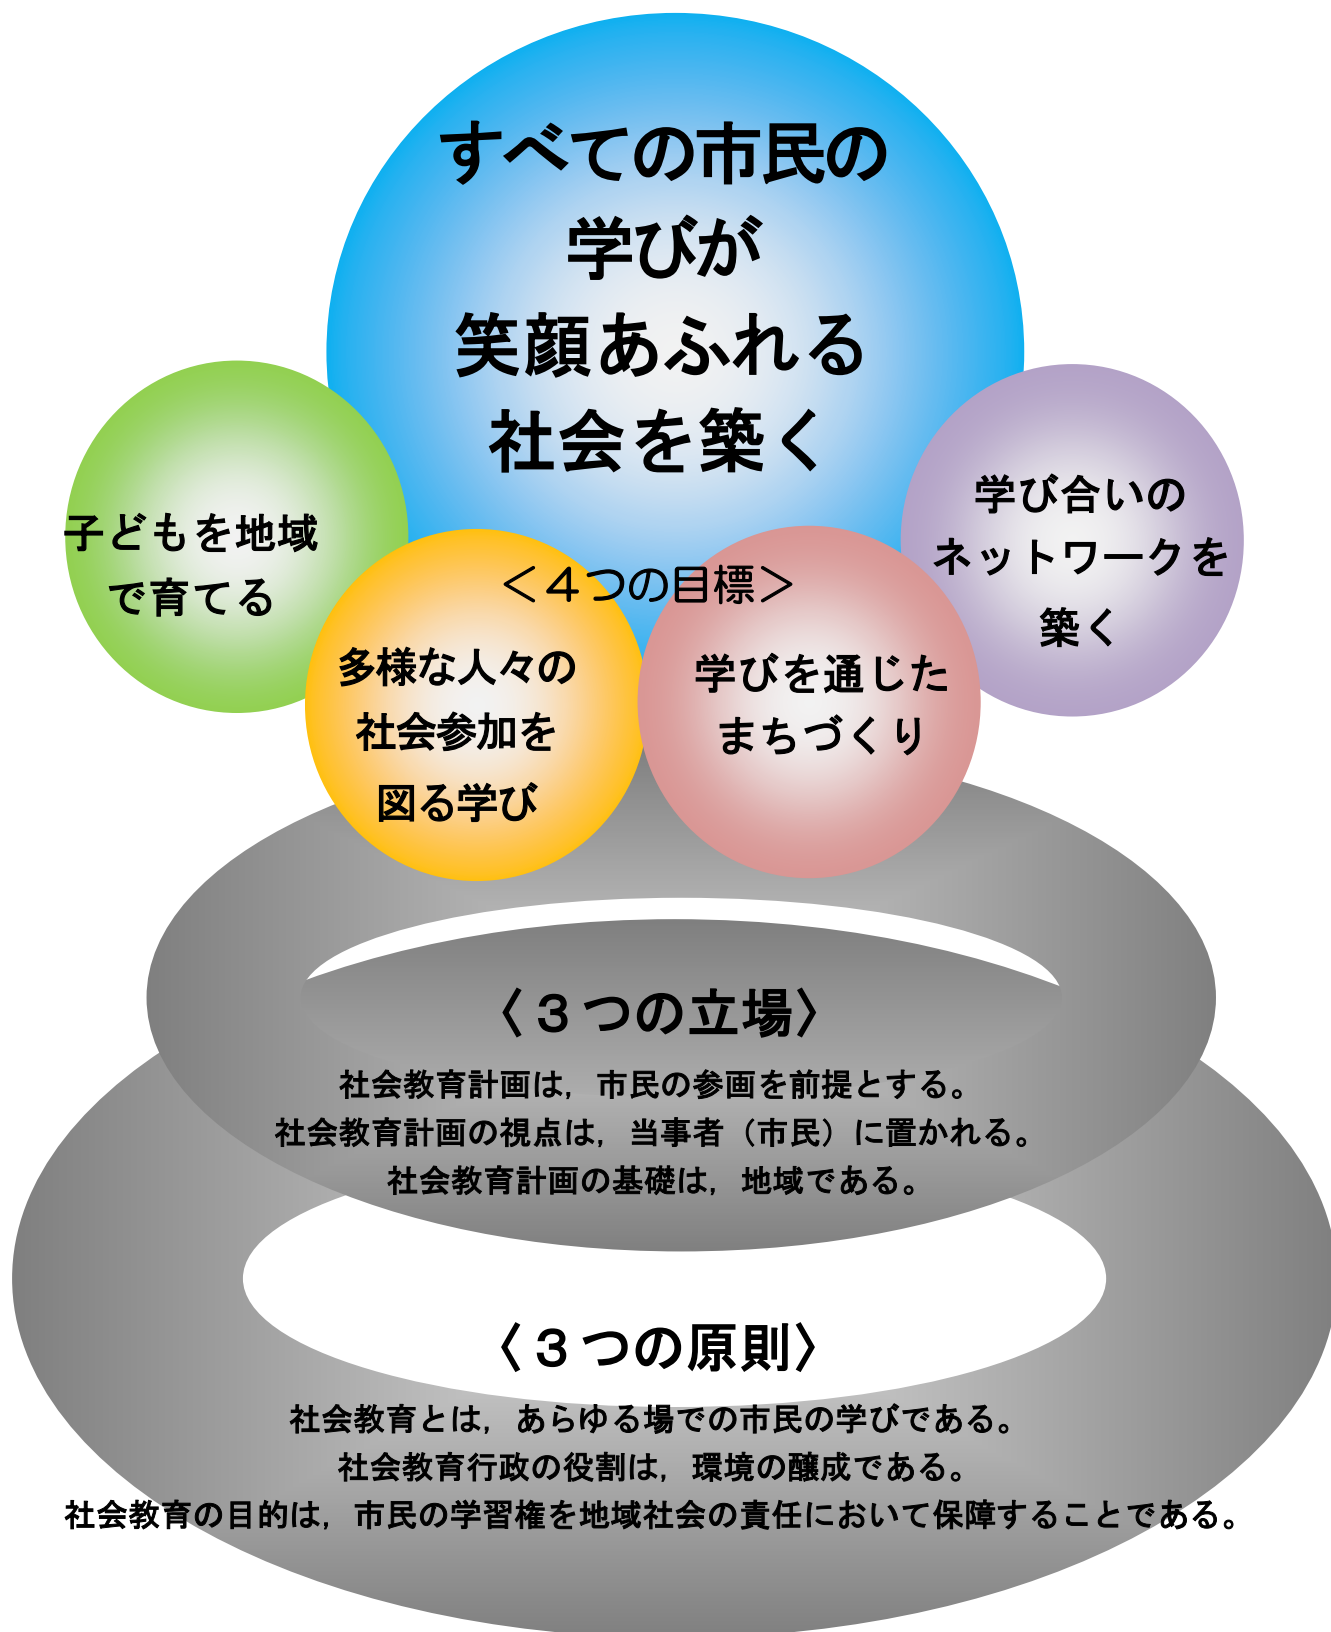 すべての市民の
学びが
笑顔あふれる
社会を築く
＜４つの目標＞
子どもを地域
で育てる
多様な人々の
社会参加を
図る学び
学びを通じた
まちづくり
学び合いの
ネットワークを
築く
〈３つの立場〉
社会教育計画は，市民の参画を前提とする。
社会教育計画の視点は，当事者（市民）に置かれる。
社会教育計画の基礎は，地域である。
〈３つの原則〉
社会教育とは，あらゆる場での市民の学びである。
社会教育行政の役割は，環境の醸成である。
社会教育の目的は，市民の学習権を地域社会の責任において保障することである。